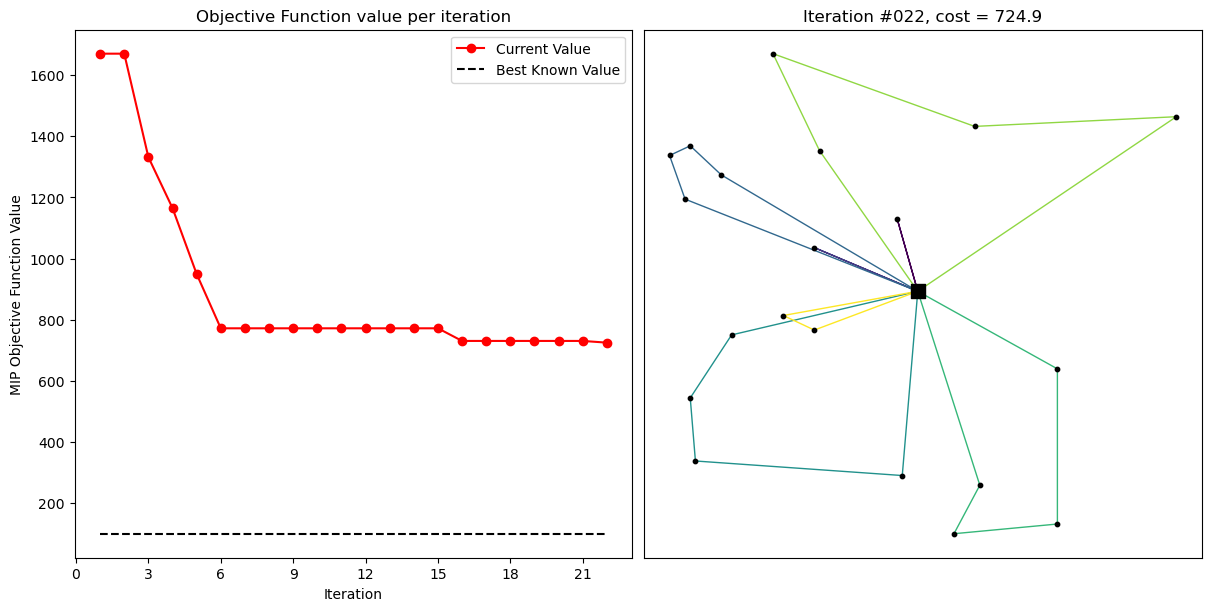 Objective Function value per iteration
Current Value
Best Known Value
1600
1400
1200
1000
800
600
400
200
MIP Objective Function Value
0 3 6 9 12 15 18 21
Iteration
Iteration #022, cost = 724.9